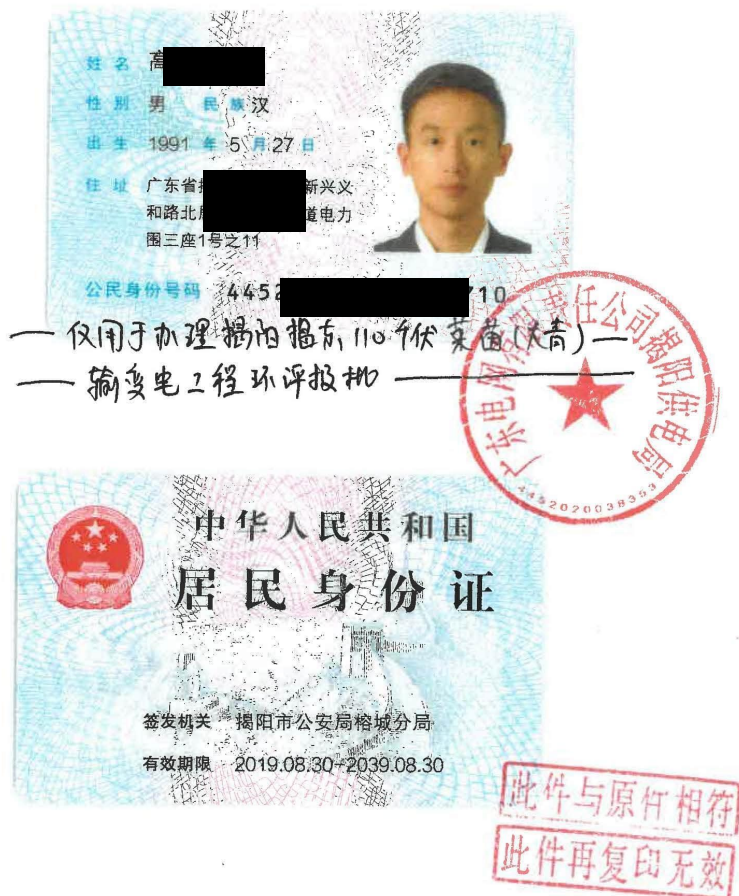 姓名 高
性别 男 民族 汉
出生 1991 年 5 月 27 日
住址 广东省 新兴义
和路北 道电力
围三座1号之11
公民身份号码 4452 710
仅用于办理揭阳揭东110千伏菜苗(大青)
输变电工程环评报批
广东电网有限责任公司揭阳供电局
4452020038353
中华人民共和国
居民身份证
签发机关 揭阳市公安局榕城分局
有效期限 2019.08.30-2039.08.30
此件与原件相符
此件再复印无效